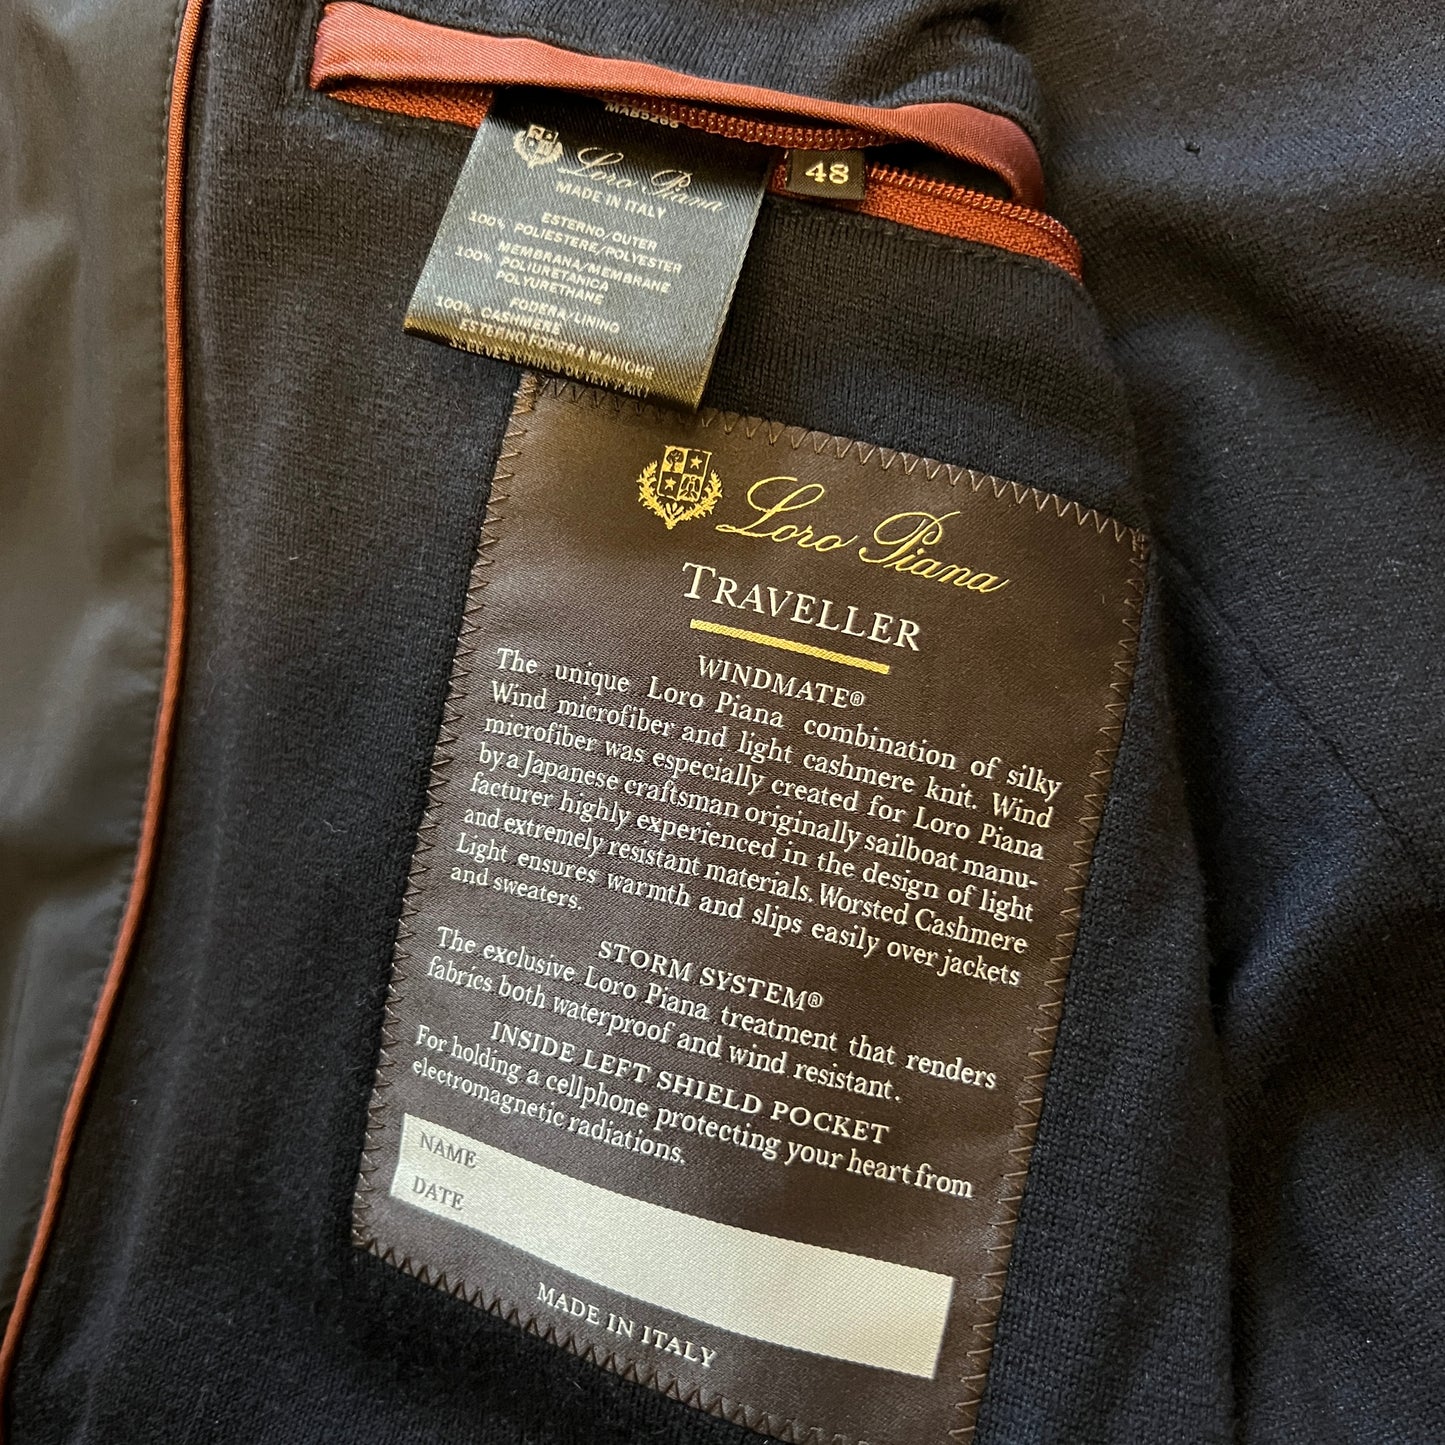 Loro Piana
MADE IN ITALY
48
ESTERNO/OUTER
100% POLIESTERE/POLYESTER
MEMBRANA/MEMBRANE
100% POLIURETANICA
POLYURETHANE
FODERA/LINING
100% CASHMERE
ESTERNO FODERA MANICHE
Loro Piana
TRAVELLER
WINDMATE®
The unique Loro Piana combination of silky
Wind microfiber and light cashmere knit. Wind
microfiber was especially created for Loro Piana
by a Japanese craftsman originally sailboat manu-
facturer highly experienced in the design of light
and extremely resistant materials. Worsted Cashmere
Light ensures warmth and slips easily over jackets
and sweaters.
STORM SYSTEM®
The exclusive Loro Piana treatment that renders
fabrics both waterproof and wind resistant.
INSIDE LEFT SHIELD POCKET
For holding a cellphone protecting your heart from
electromagnetic radiations.
NAME
DATE
MADE IN ITALY